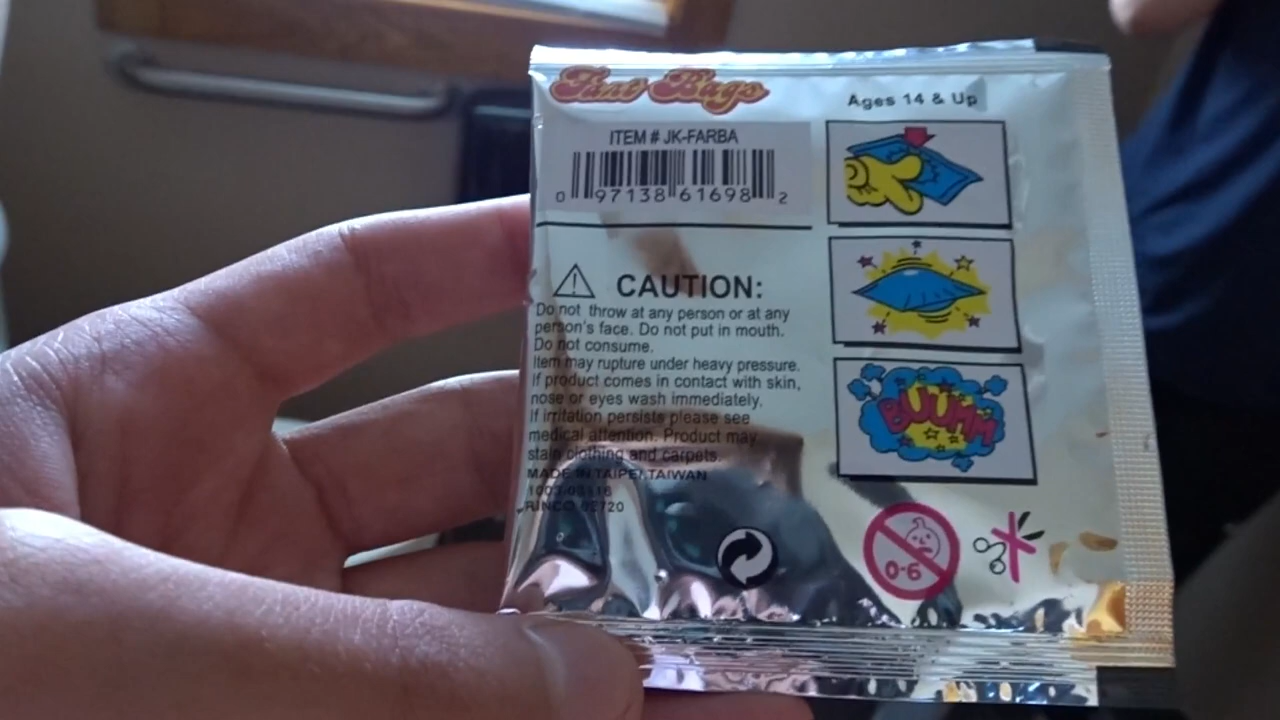 Fart Bags
Ages 14 & Up
ITEM # JK-FARBA
0 97138 61698 2
CAUTION:
Do not throw at any person or at any
person's face. Do not put in mouth.
Do not consume.
Item may rupture under heavy pressure.
If product comes in contact with skin,
nose or eyes wash immediately.
If irritation persists please see
medical attention. Product may
stain clothing and carpets.
MADE IN TAIPEI, TAIWAN
RINCO
BUUMM
0-6